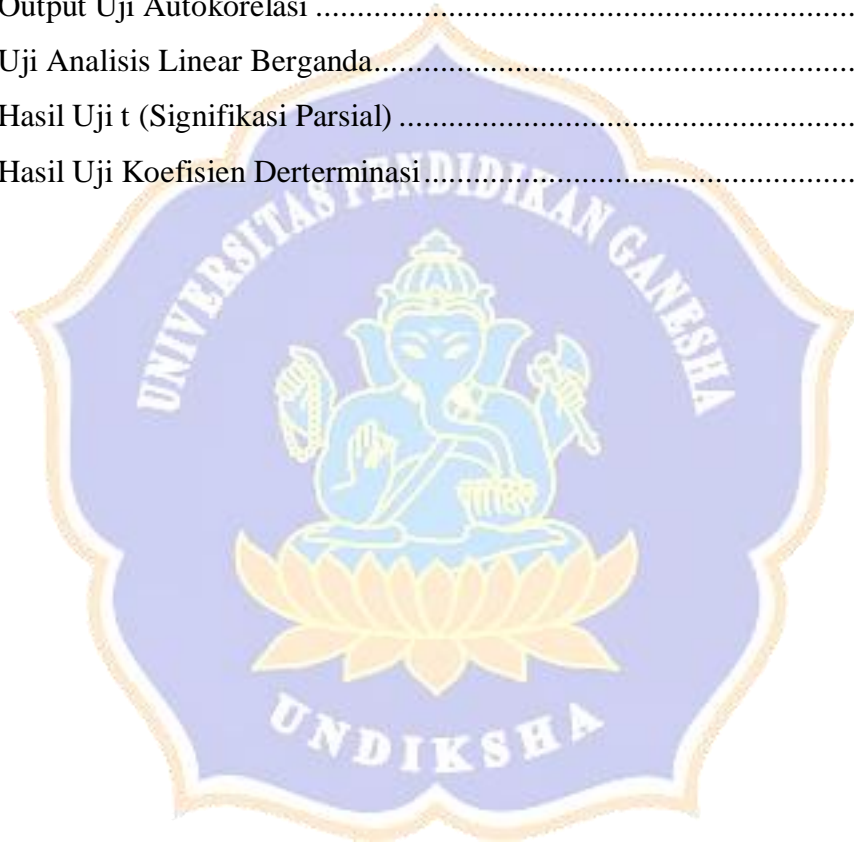 Output Uji Autokorelasi ........................................................................
Uji Analisis Linear Berganda................................................................
Hasil Uji t (Signifikasi Parsial) .............................................................
Hasil Uji Koefisien Derterminasi..........................................................
UNIVERSITAS PENDIDIKAN GANESHA
UNDIKSHA